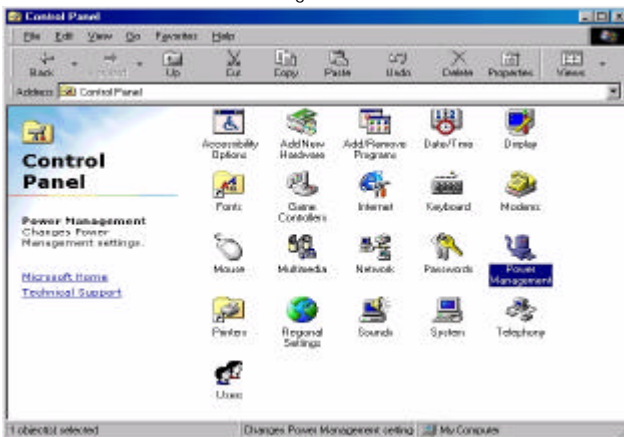 Control Panel
File Edit View Go Favorites Help
Back Up Cut Copy Paste Undo Delete Properties Views
Address Control Panel
Control
Panel
Power Management
Changes Power
Management settings.
Microsoft Home
Technical Support
Accessibility
Options
Add New
Hardware
Add/Remove
Programs
Date/Time
Display
Fonts
Game
Controllers
Internet
Keyboard
Modems
Mouse
Multimedia
Network
Passwords
Power
Management
Printers
Regional
Settings
Sounds
System
Telephony
Users
1 object(s) selected
Changes Power Management setting
My Computer